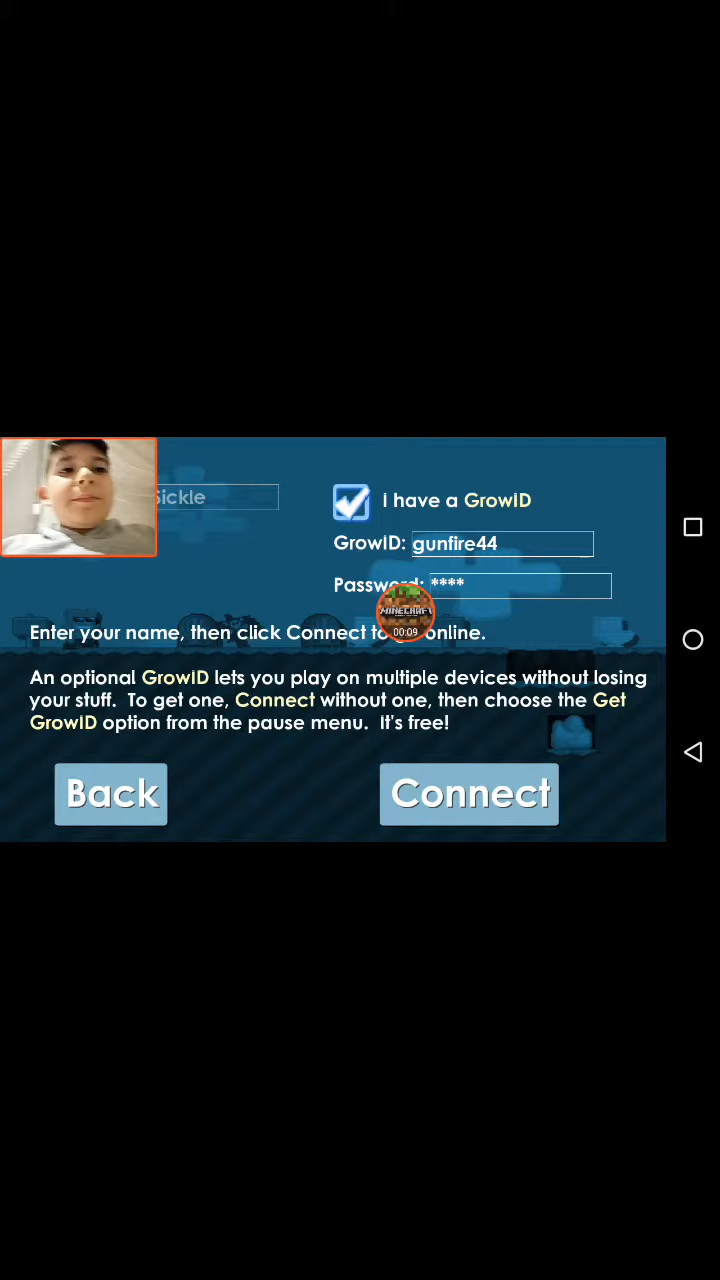 Sickle
I have a GrowID
GrowID: gunfire44
Password: ****
MINECRAFT
00:09
Enter your name, then click Connect to go online.
An optional GrowID lets you play on multiple devices without losing
your stuff. To get one, Connect without one, then choose the Get
GrowID option from the pause menu. It's free!
Back
Connect